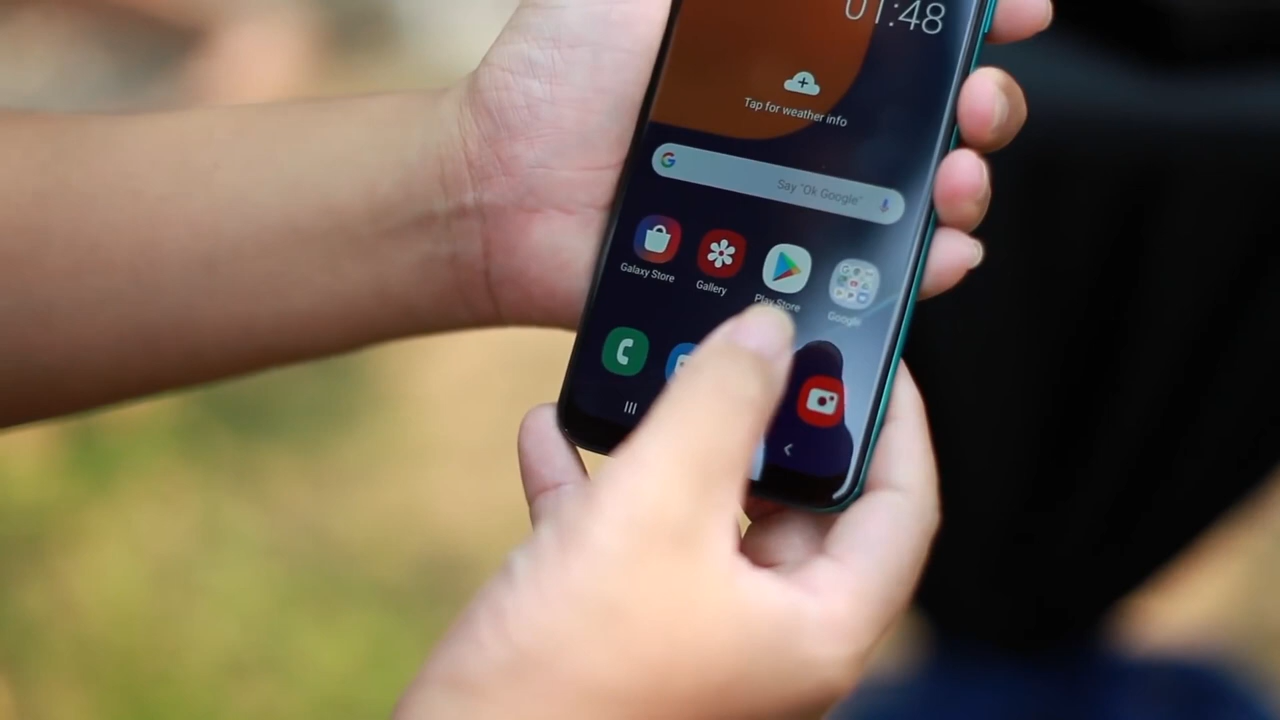 01:48
Tap for weather info
Say "Ok Google"
Galaxy Store
Gallery
Play Store
Google